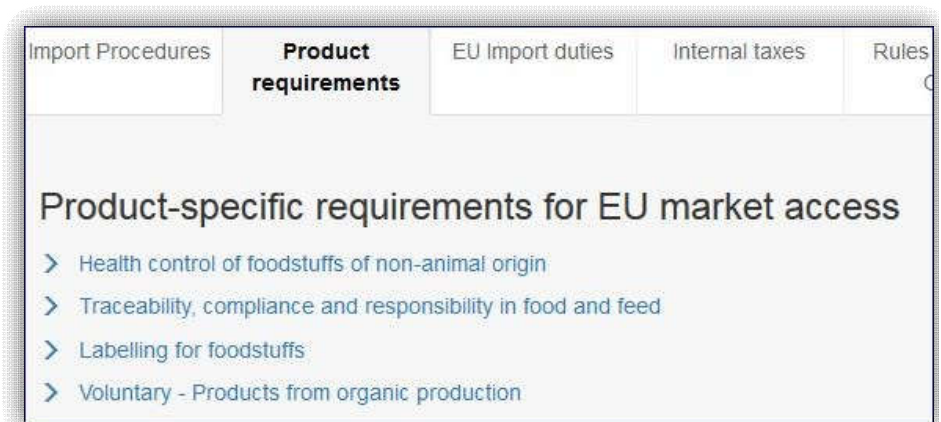 Import Procedures
Product requirements
EU Import duties
Internal taxes
Rules
Product-specific requirements for EU market access
Health control of foodstuffs of non-animal origin
Traceability, compliance and responsibility in food and feed
Labelling for foodstuffs
Voluntary - Products from organic production